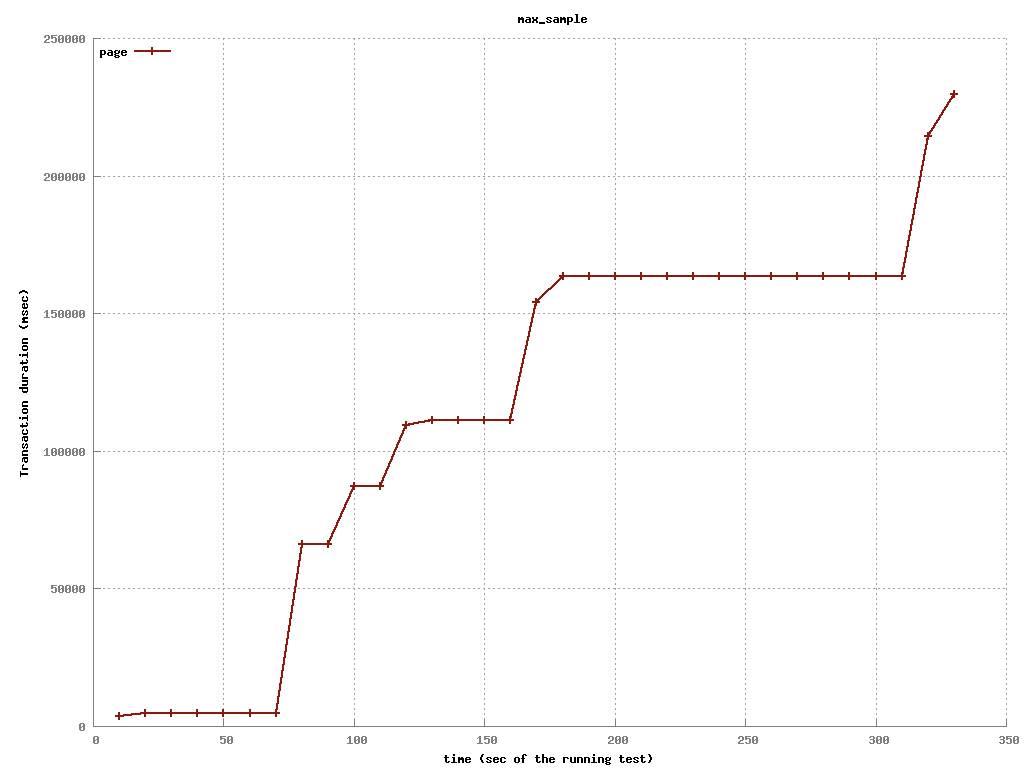 max_sample
page
250000
200000
150000
100000
50000
0
Transaction duration (msec)
0 50 100 150 200 250 300 350
time (sec of the running test)